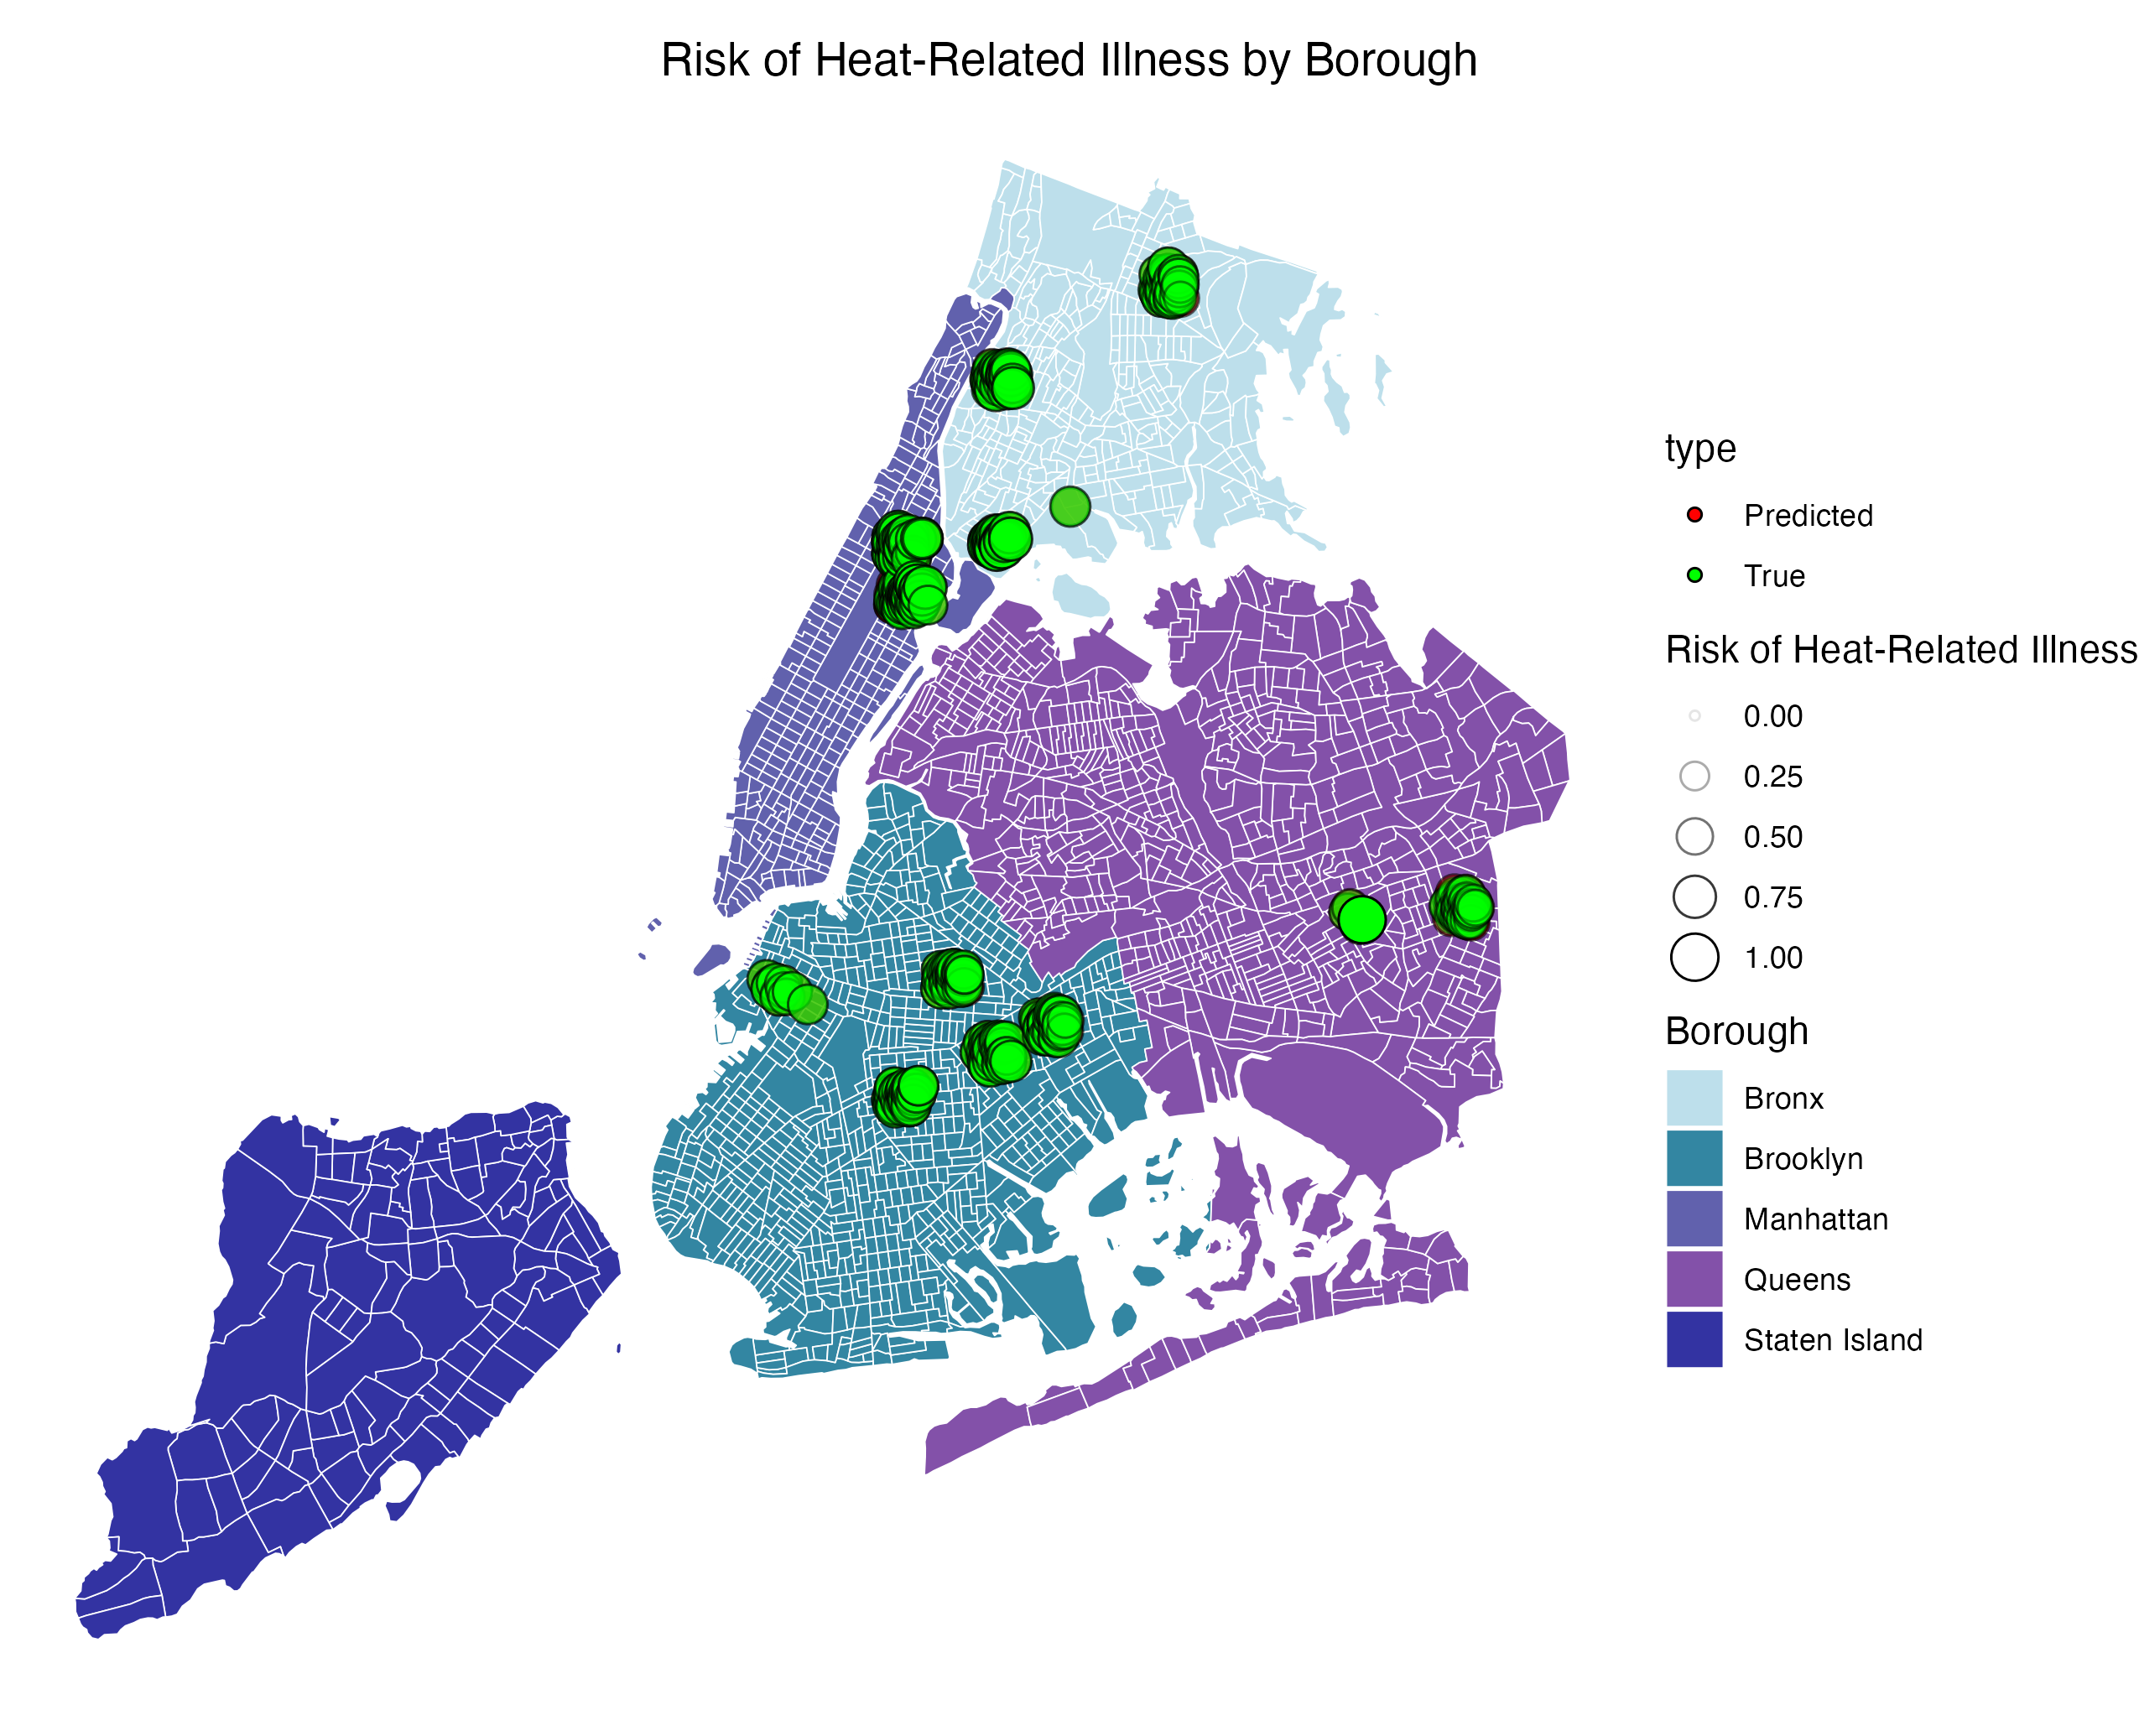 Risk of Heat-Related Illness by Borough
type
Predicted
True
Risk of Heat-Related Illness
0.00
0.25
0.50
0.75
1.00
Borough
Bronx
Brooklyn
Manhattan
Queens
Staten Island